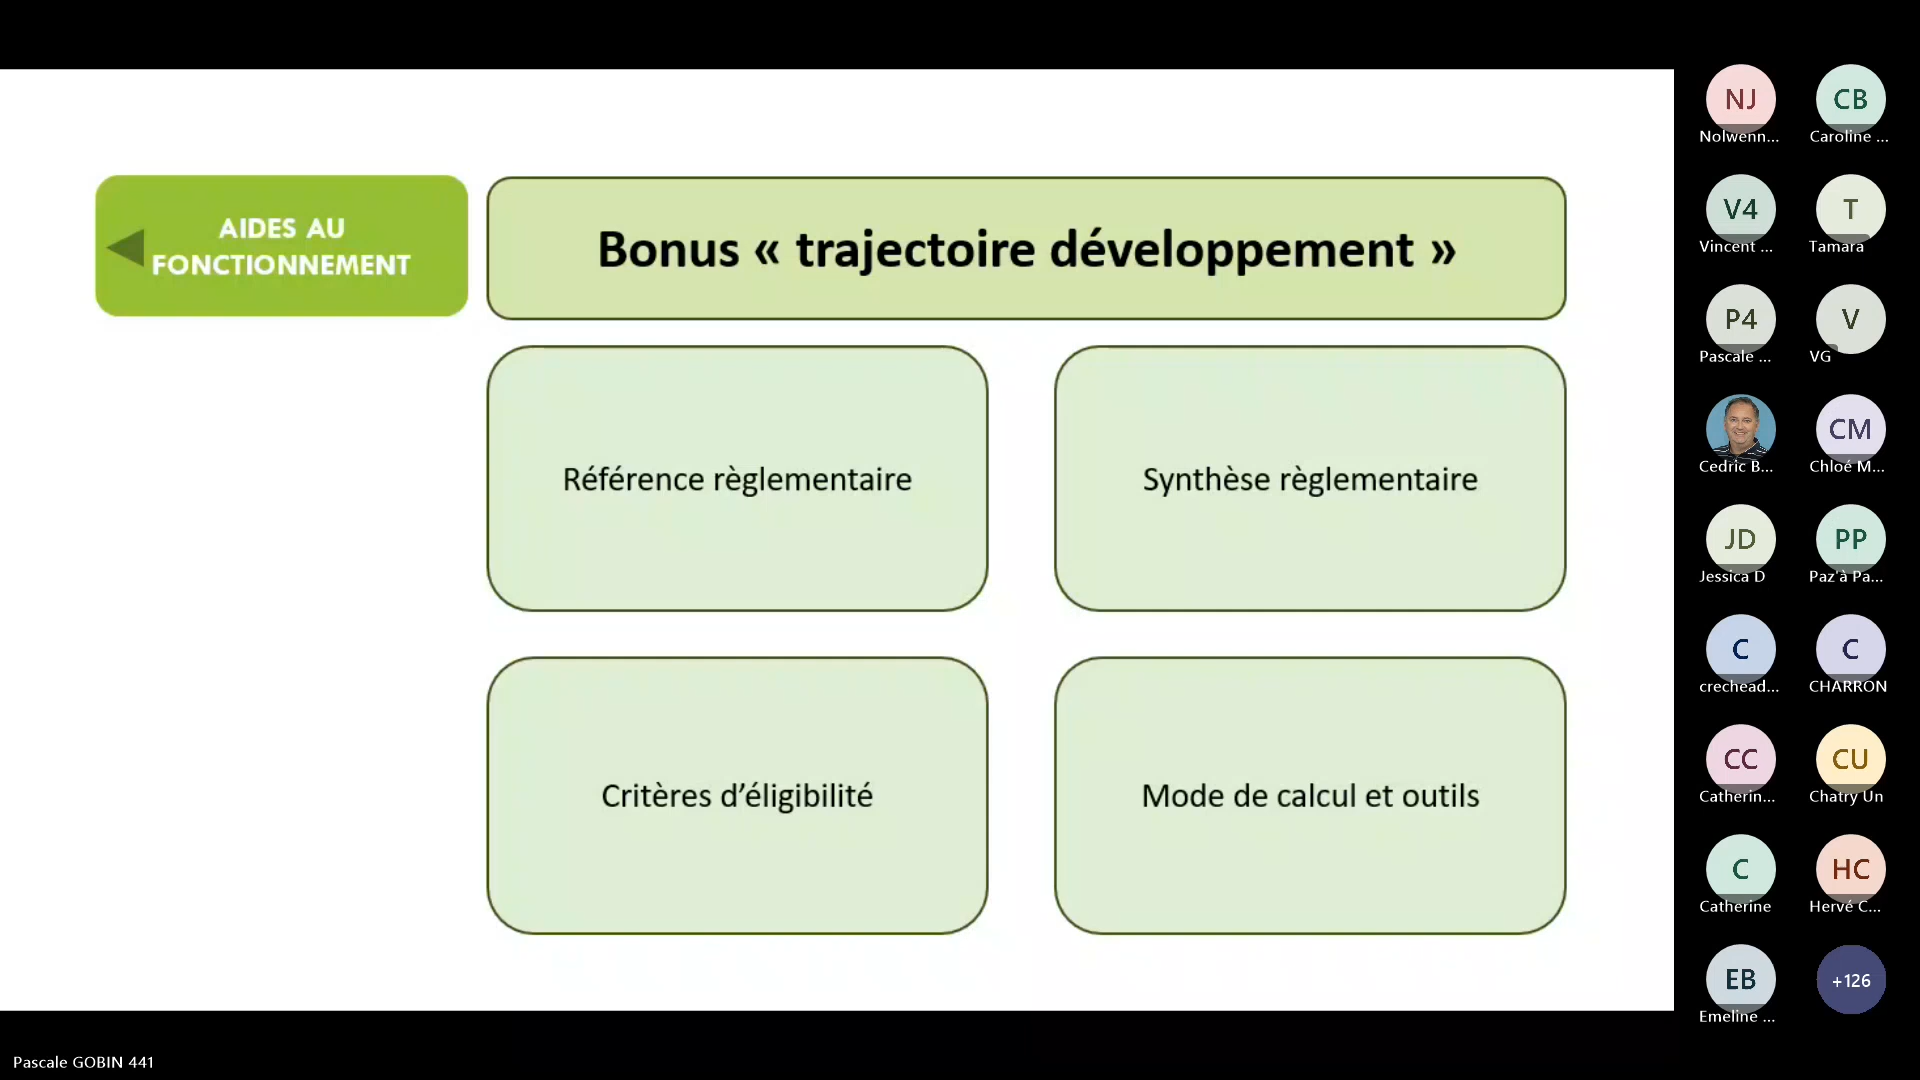 AIDES AU
FONCTIONNEMENT
Bonus « trajectoire développement »
Référence règlementaire
Synthèse règlementaire
Critères d’éligibilité
Mode de calcul et outils
NJ
Nolwenn...
CB
Caroline ...
V4
Vincent ...
T
Tamara
P4
Pascale ...
V
VG
Cedric B...
CM
Chloé M...
JD
Jessica D
PP
Paz'à Pa...
C
crechead...
C
CHARRON
CC
Catherin...
CU
Chatry Un
C
Catherine
HC
Hervé C...
EB
Emeline ...
+126
Pascale GOBIN 441